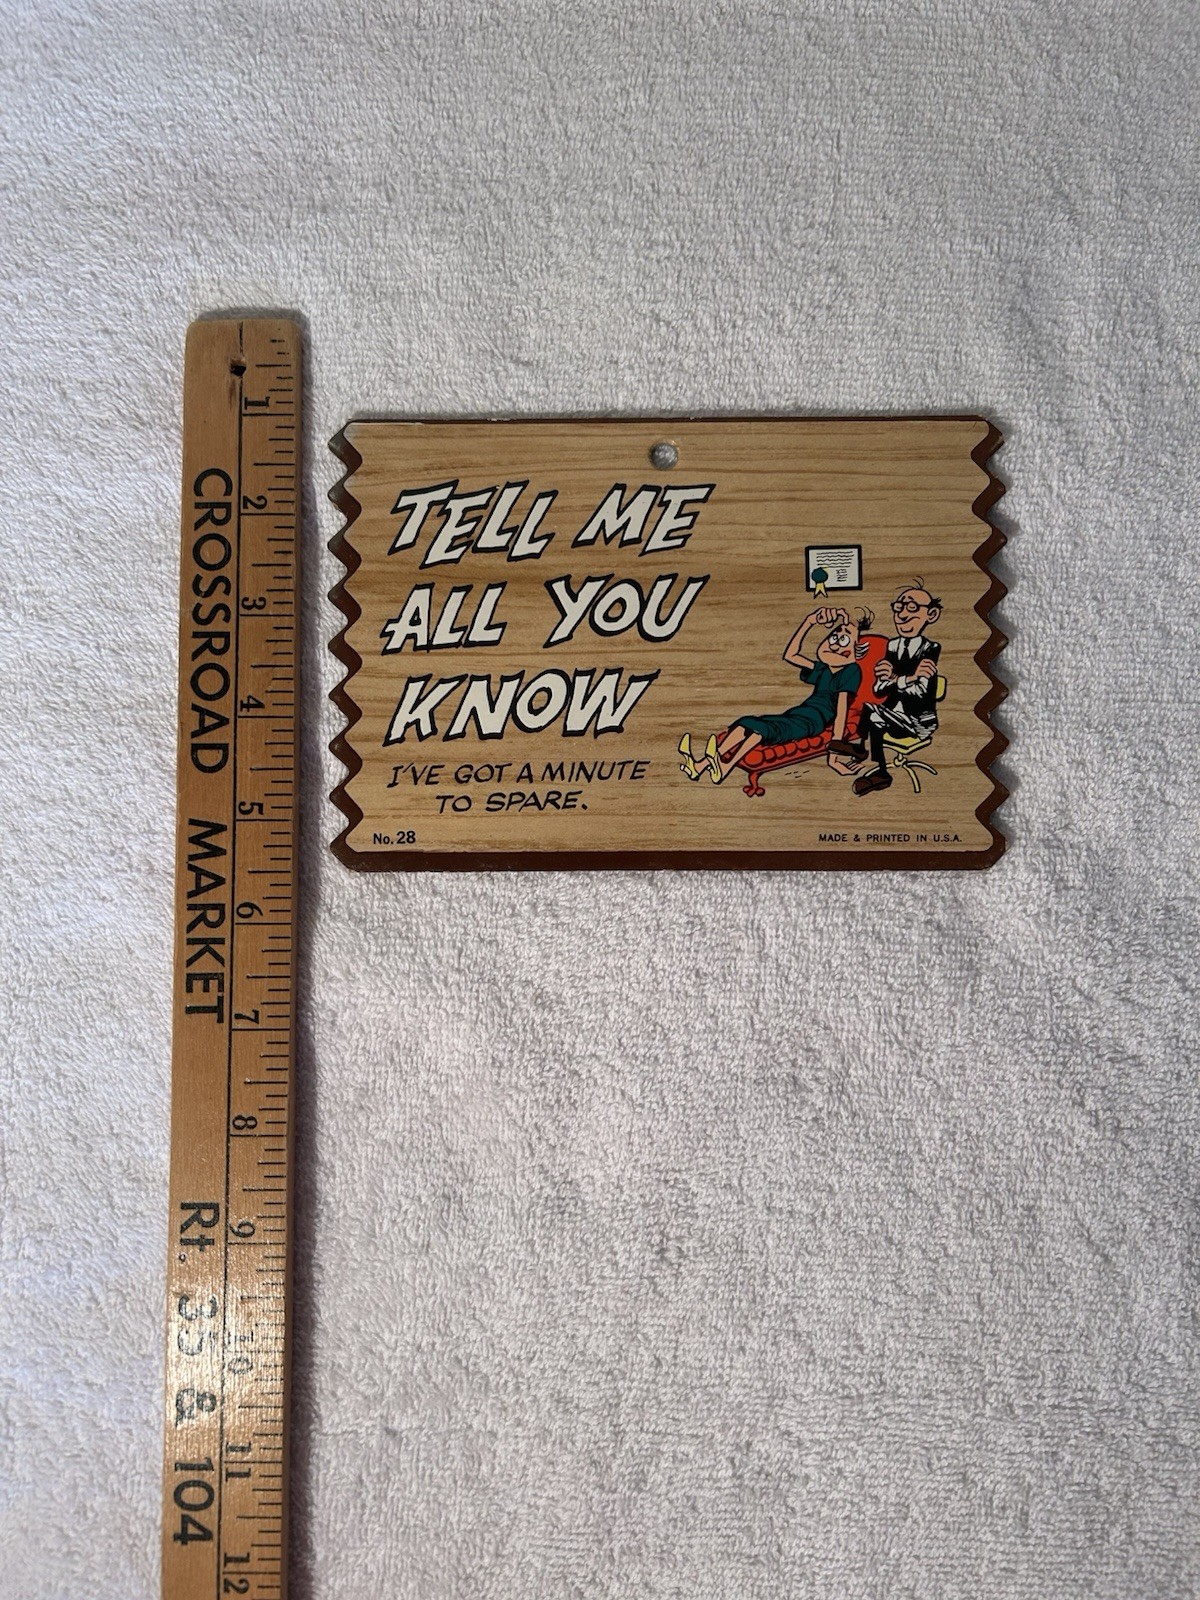 TELL ME
ALL YOU
KNOW
I'VE GOT A MINUTE
TO SPARE.
No. 28
MADE & PRINTED IN U.S.A.
CROSSROAD MARKET Rt. 35 & 104
1
2
3
4
5
6
7
8
9
10
11
12